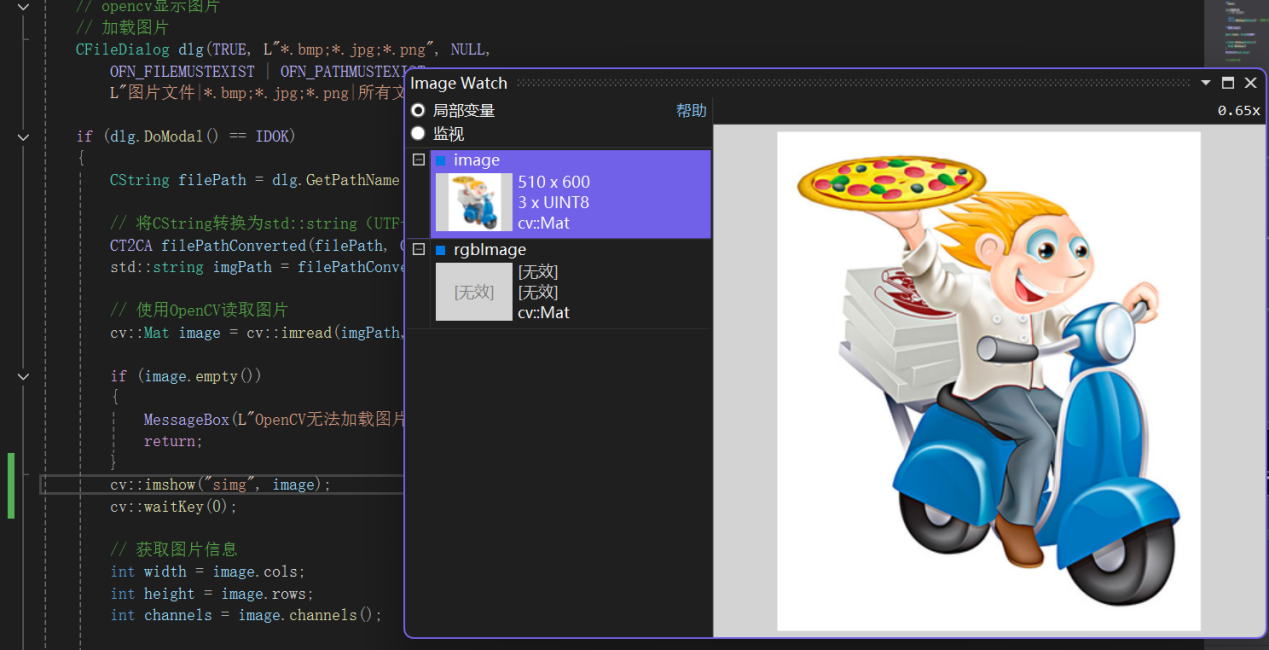 // opencv显示图片
// 加载图片
CFileDialog dlg(TRUE, L"*.bmp;*.jpg;*.png", NULL,
OFN_FILEMUSTEXIST | OFN_PATHMUSTEXIST
L"图片文件|*.bmp;*.jpg;*.png|所有文
if (dlg.DoModal() == IDOK)
{
CString filePath = dlg.GetPathName
// 将CString转换为std::string（UTF-
CT2CA filePathConverted(filePath, C
std::string imgPath = filePathConve
// 使用OpenCV读取图片
cv::Mat image = cv::imread(imgPath,
if (image.empty())
{
MessageBox(L"OpenCV无法加载图片
return;
}
cv::imshow("simg", image);
cv::waitKey(0);
// 获取图片信息
int width = image.cols;
int height = image.rows;
int channels = image.channels();
Image Watch
局部变量
帮助
监视
0.65x
image
510 x 600
3 x UINT8
cv::Mat
rgbImage
[无效]
[无效]
[无效]
cv::Mat